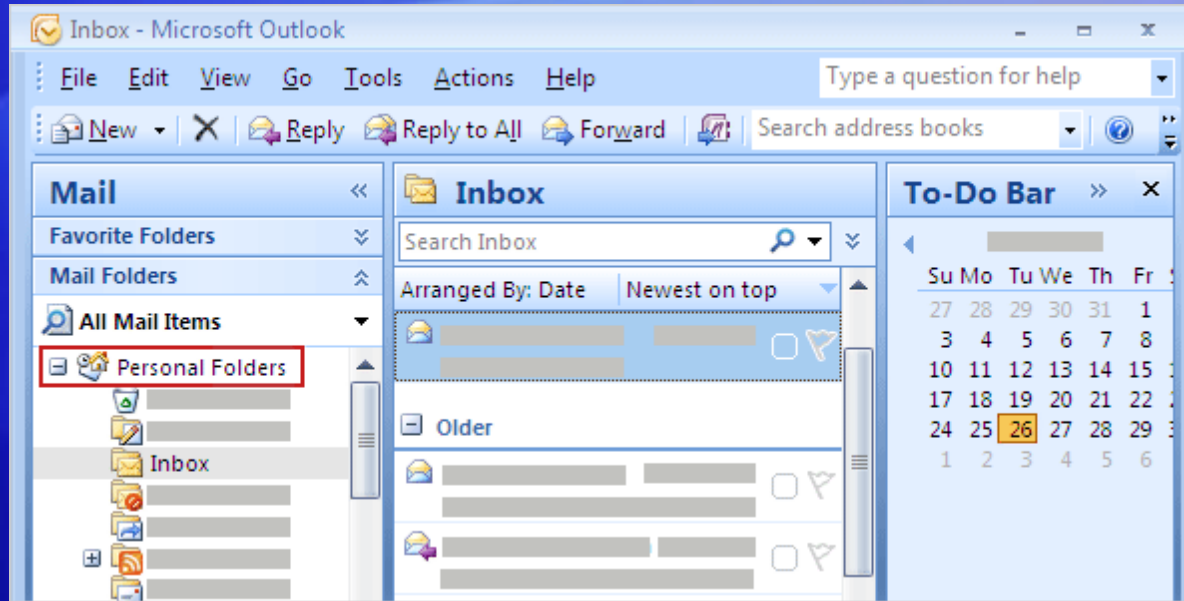 Inbox - Microsoft Outlook
File Edit View Go Tools Actions Help Type a question for help
New Reply Reply to All Forward Search address books
Mail
Favorite Folders
Mail Folders
All Mail Items
Personal Folders
Inbox
Inbox
Search Inbox
Arranged By: Date Newest on top
Older
To-Do Bar
Su Mo Tu We Th Fr
27 28 29 30 31 1
3 4 5 6 7 8
10 11 12 13 14 15
17 18 19 20 21 22
24 25 26 27 28 29
1 2 3 4 5 6